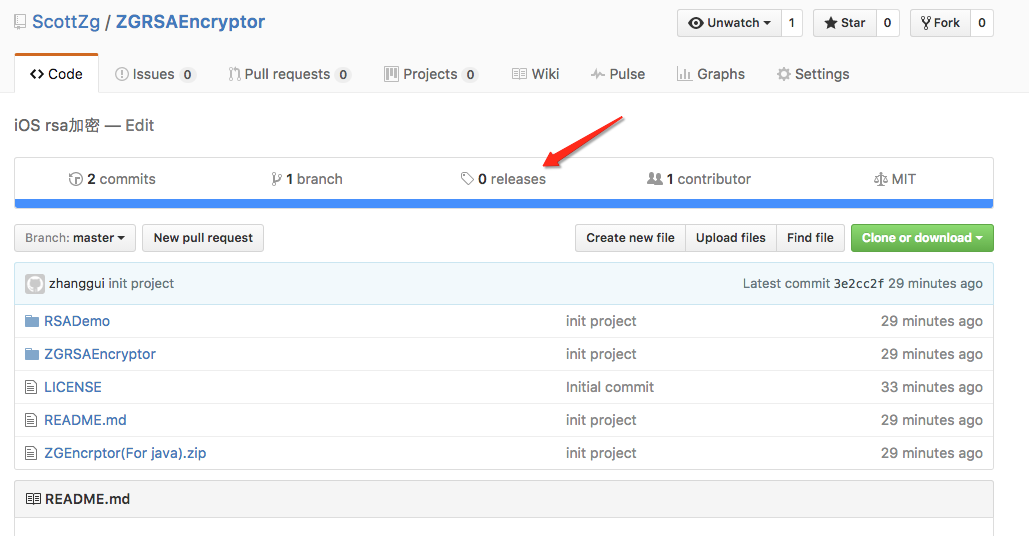 ScottZg / ZGRSAEncryptor Unwatch 1 Star 0 Fork 0
Code Issues 0 Pull requests 0 Projects 0 Wiki Pulse Graphs Settings
iOS rsa加密 — Edit
2 commits 1 branch 0 releases 1 contributor MIT
Branch: master New pull request Create new file Upload files Find file Clone or download
zhanggui init project Latest commit 3e2cc2f 29 minutes ago
RSADemo init project 29 minutes ago
ZGRSAEncryptor init project 29 minutes ago
LICENSE Initial commit 33 minutes ago
README.md init project 29 minutes ago
ZGEncrptor(For java).zip init project 29 minutes ago
README.md